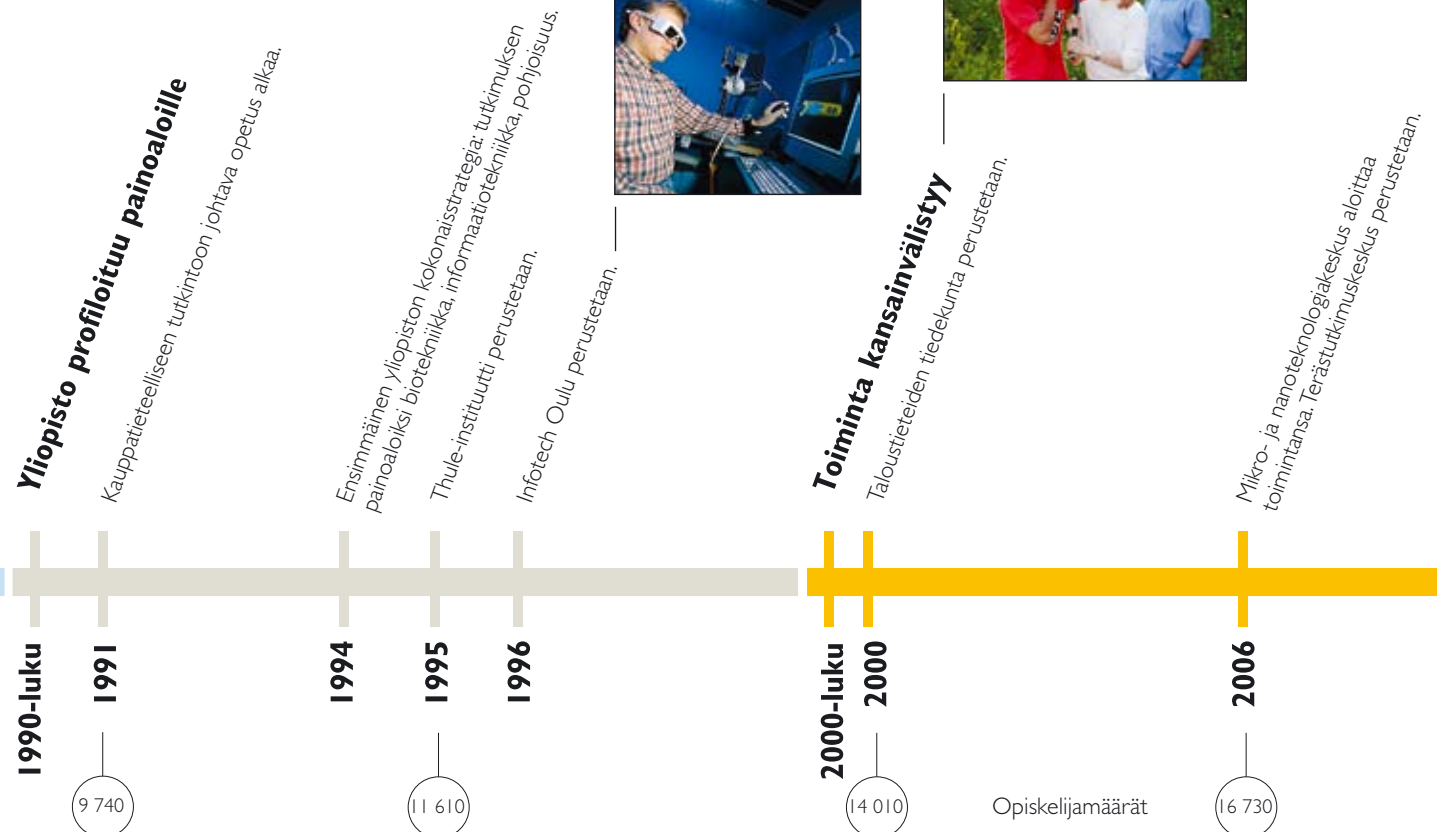 Yliopisto profiloituu painoaloille
Kauppatieteelliseen tutkintoon johtava opetus alkaa.
Ensimmäinen yliopiston kokonaisstrategia: tutkimuksen
painoaloiksi biotekniikka, informaatiotekniikka, pohjoisuus.
Thule-instituutti perustetaan.
Infotech Oulu perustetaan.
Toiminta kansainvälistyy
Taloustieteiden tiedekunta perustetaan.
Mikro- ja nanoteknologiakeskus aloittaa
toimintansa. Terästutkimuskeskus perustetaan.
1990-luku
1991
1994
1995
1996
2000-luku
2000
2006
9 740
11 610
14 010
Opiskelijamäärät
16 730